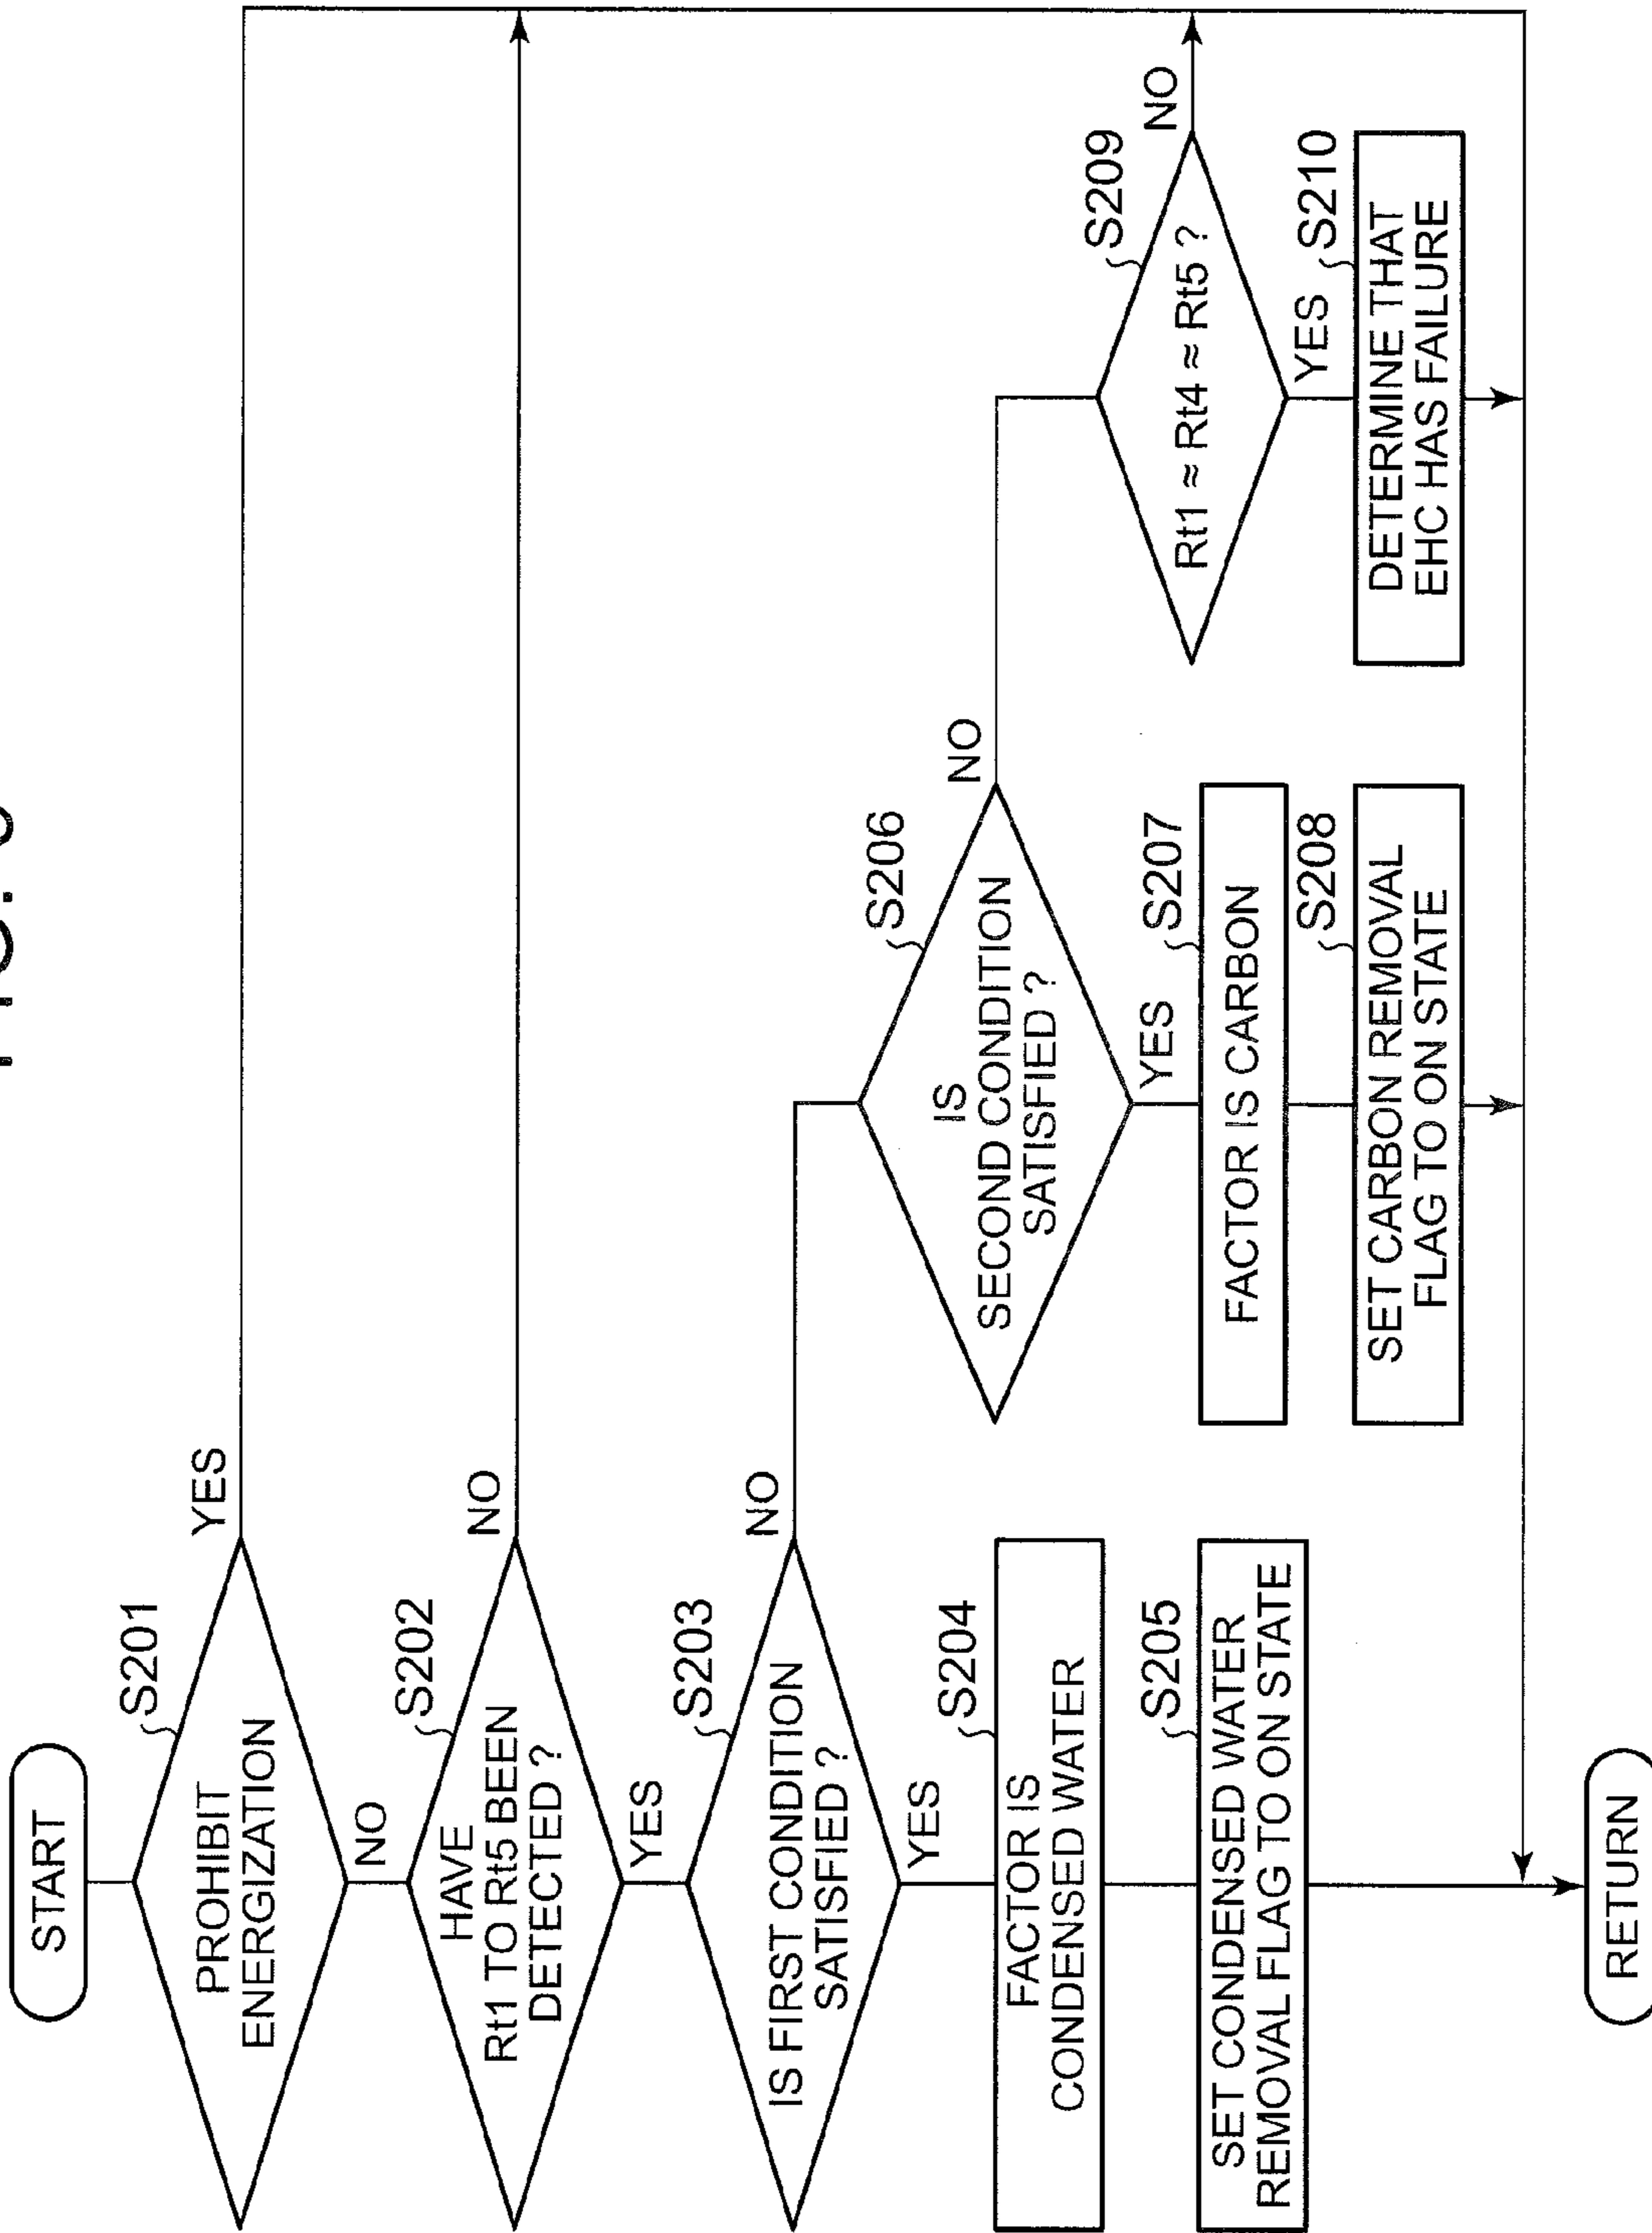 START
S201
PROHIBIT
ENERGIZATION
YES
NO
S202
HAVE
Rt1 TO Rt5 BEEN
DETECTED ?
NO
YES
S203
IS FIRST CONDITION
SATISFIED ?
NO
YES
S204
FACTOR IS
CONDENSED WATER
S205
SET CONDENSED WATER
REMOVAL FLAG TO ON STATE
S206
IS
SECOND CONDITION
SATISFIED ?
NO
YES
S207
FACTOR IS CARBON
S208
SET CARBON REMOVAL
FLAG TO ON STATE
S209
Rt1 ≈ Rt4 ≈ Rt5 ?
NO
YES
S210
DETERMINE THAT
EHC HAS FAILURE
RETURN